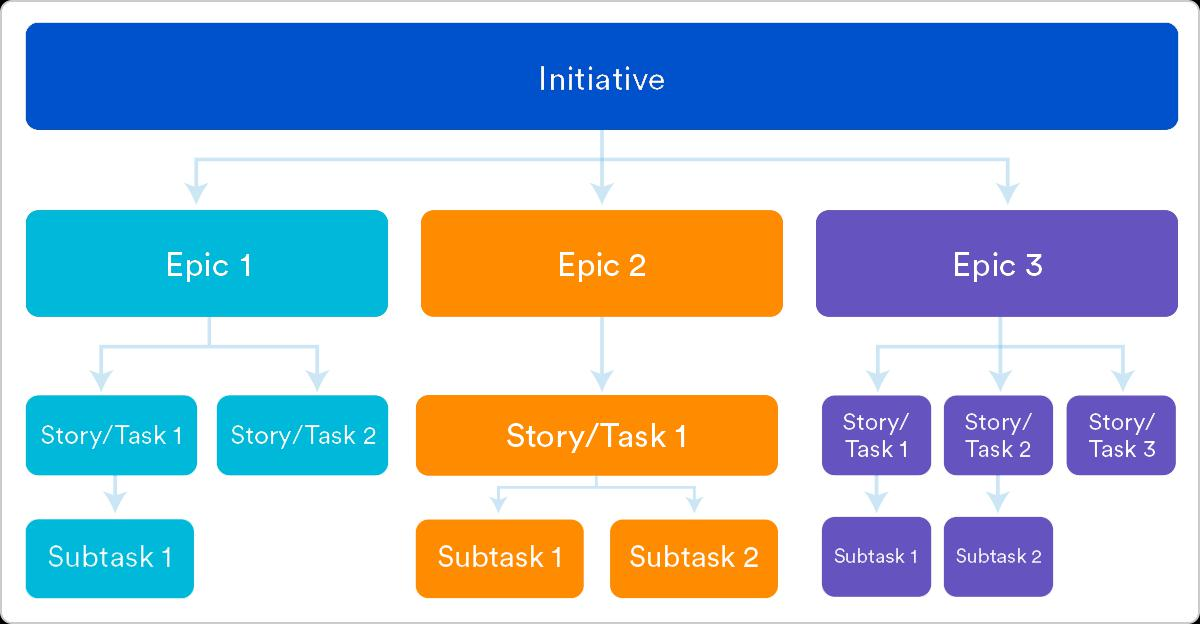 Initiative
Epic 1
Epic 2
Epic 3
Story/Task 1
Story/Task 2
Story/Task 1
Story/
Task 1
Story/
Task 2
Story/
Task 3
Subtask 1
Subtask 1
Subtask 2
Subtask 1
Subtask 2